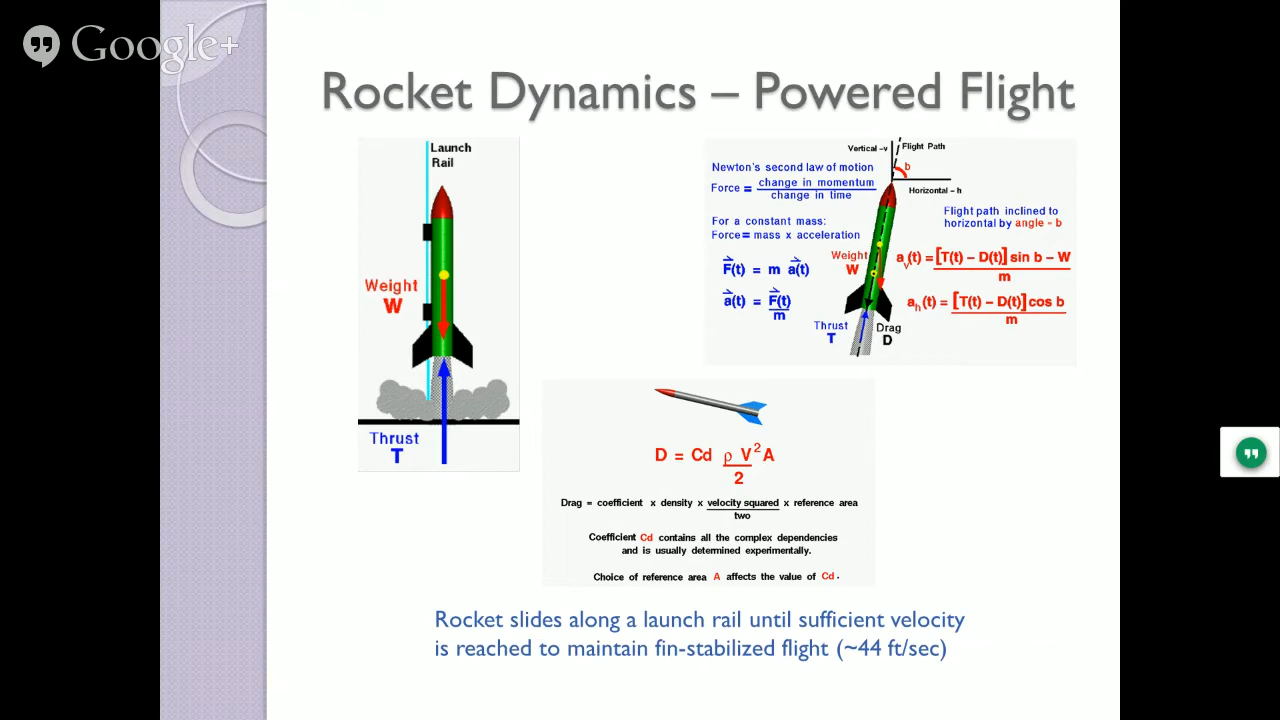 Google+
Rocket Dynamics – Powered Flight
Launch
Rail
Weight
W
Thrust
T
Vertical -v
Flight Path
b
Horizontal - h
Newton's second law of motion
Force = change in momentum
change in time
For a constant mass:
Force = mass x acceleration
F(t) = m a(t)
a(t) = F(t)
m
Flight path inclined to
horizontal by angle - b
Weight
W
av(t) = [T(t) – D(t)] sin b – W
m
ah(t) = [T(t) – D(t)] cos b
m
Thrust
T
Drag
D
D = Cd ρ V² A
2
Drag = coefficient x density x velocity squared x reference area
two
Coefficient Cd contains all the complex dependencies
and is usually determined experimentally.
Choice of reference area A affects the value of Cd.
Rocket slides along a launch rail until sufficient velocity
is reached to maintain fin-stabilized flight (~44 ft/sec)